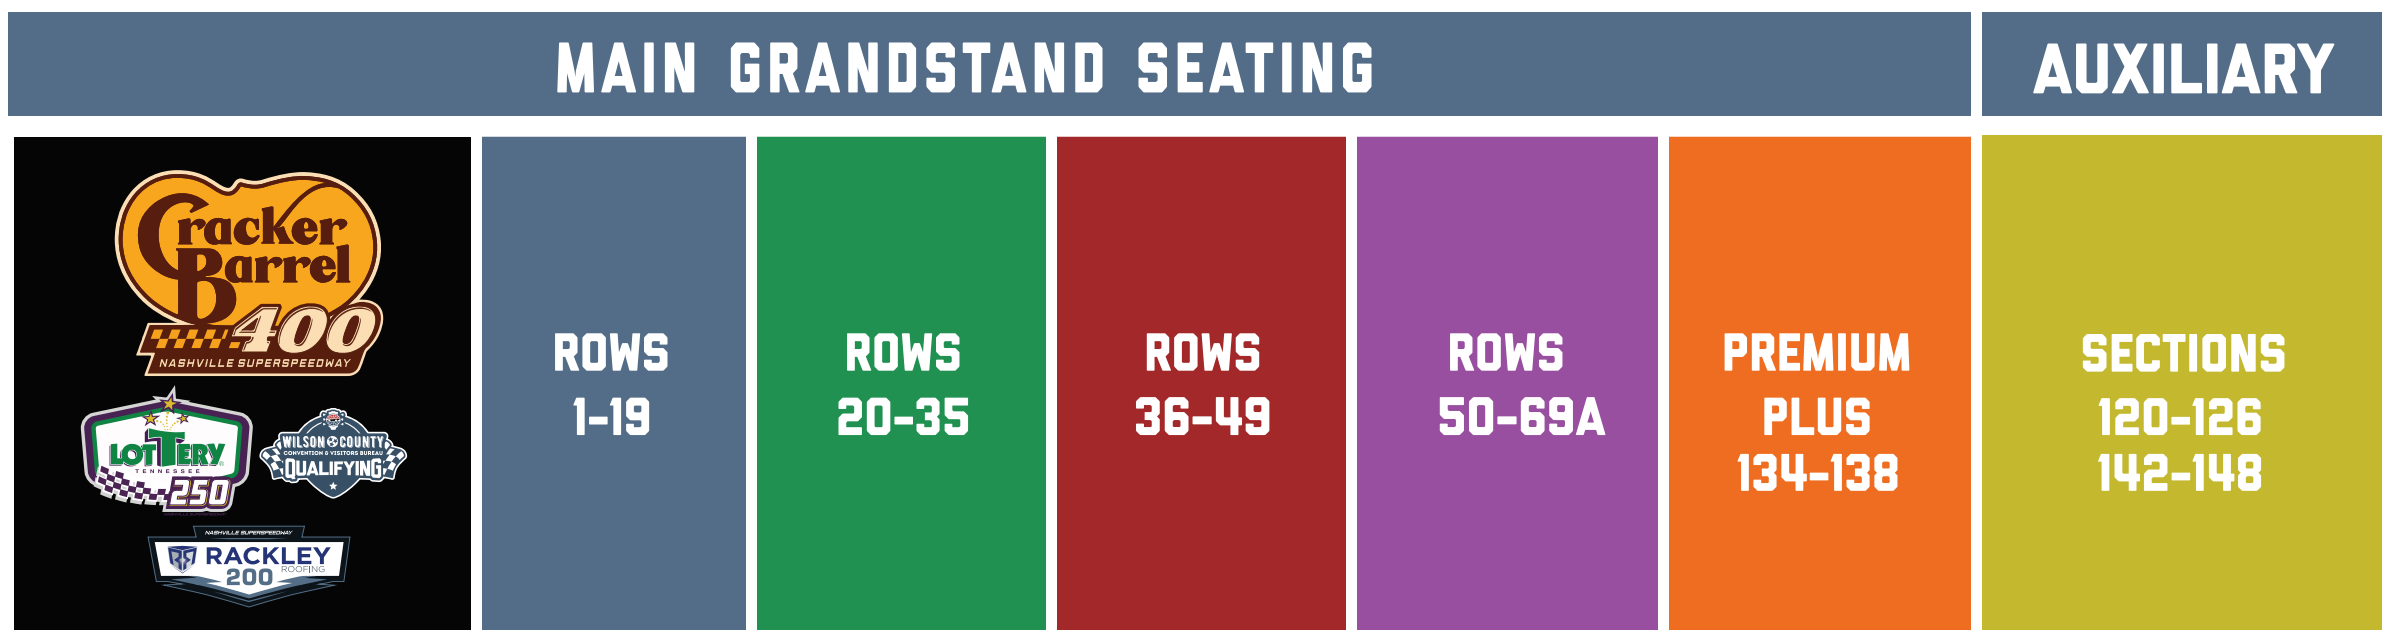 MAIN GRANDSTAND SEATING
AUXILIARY
Cracker
Barrel
400
NASHVILLE SUPERSPEEDWAY
LOTTERY
TENNESSEE
250
WILSON COUNTY
CONVENTION & VISITORS BUREAU
QUALIFYING
NASHVILLE SUPERSPEEDWAY
RACKLEY
ROOFING
200
ROWS
1-19
ROWS
20-35
ROWS
36-49
ROWS
50-69A
PREMIUM
PLUS
134-138
SECTIONS
120-126
142-148